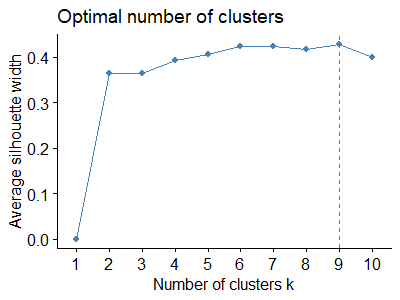 Optimal number of clusters
Average silhouette width
0.4
0.3
0.2
0.1
0.0
1 2 3 4 5 6 7 8 9 10
Number of clusters k